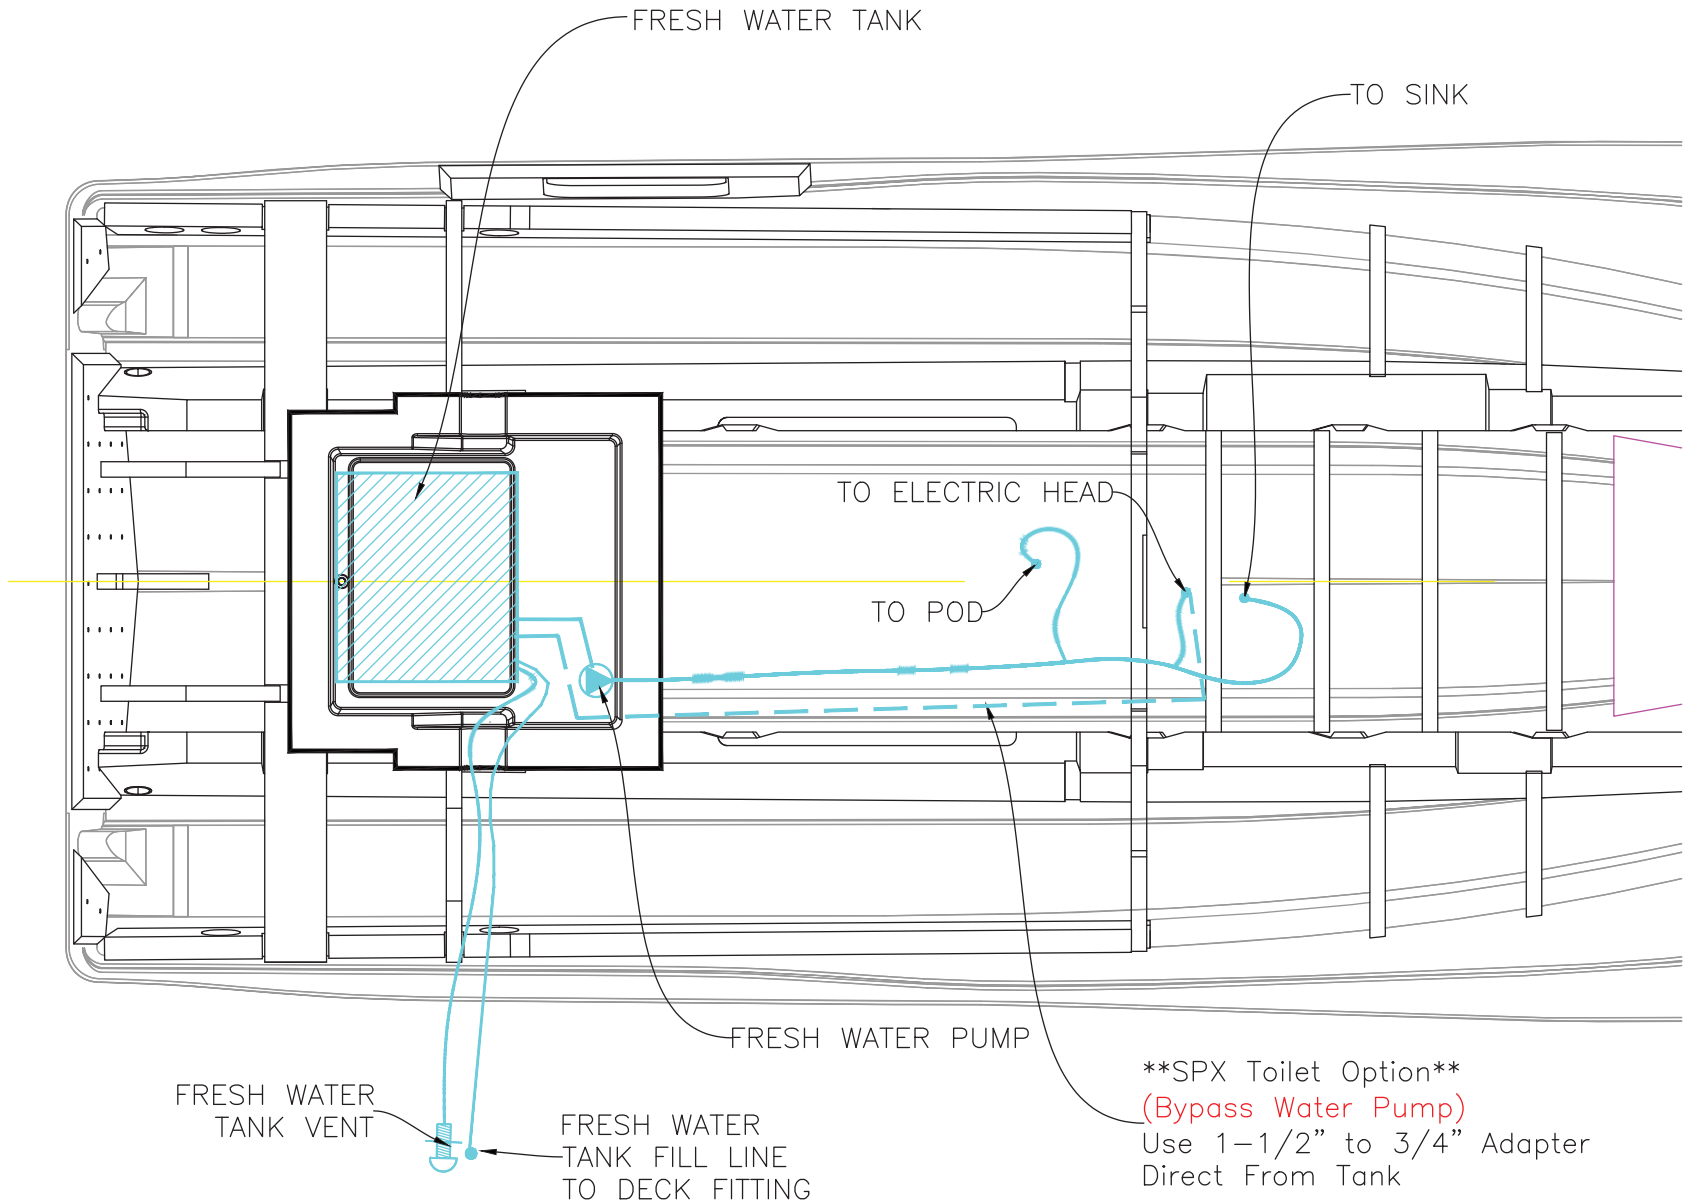 FRESH WATER TANK
TO SINK
TO ELECTRIC HEAD
TO POD
FRESH WATER PUMP
FRESH WATER
TANK VENT
FRESH WATER
TANK FILL LINE
TO DECK FITTING
**SPX Toilet Option**
(Bypass Water Pump)
Use 1-1/2" to 3/4" Adapter
Direct From Tank